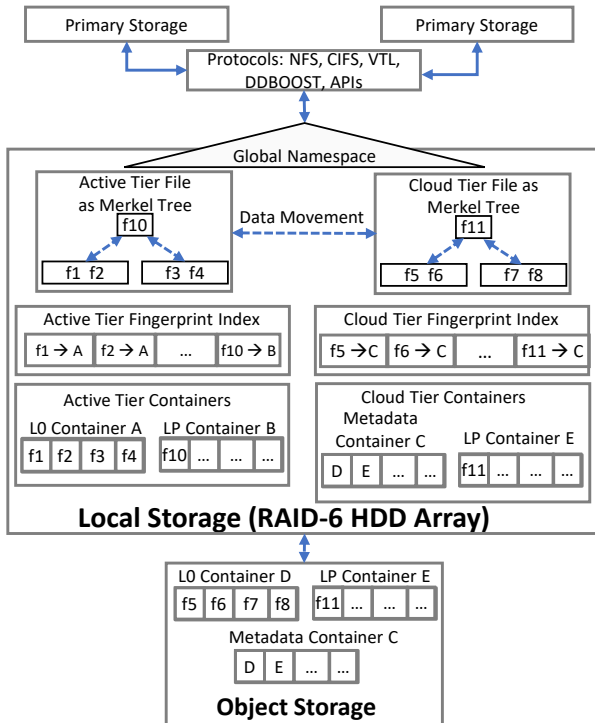 Primary Storage
Primary Storage
Protocols: NFS, CIFS, VTL,
DDBOOST, APIs
Global Namespace
Active Tier File
as Merkel Tree
f10
f1 f2
f3 f4
Data Movement
Cloud Tier File as
Merkel Tree
f11
f5 f6
f7 f8
Active Tier Fingerprint Index
f1 → A f2 → A ... f10 → B
Cloud Tier Fingerprint Index
f5 → C f6 → C ... f11 → C
Active Tier Containers
L0 Container A
f1 f2 f3 f4
LP Container B
f10 ... ... ...
Cloud Tier Containers
Metadata
Container C
D E ... ...
LP Container E
f11 ... ... ...
Local Storage (RAID-6 HDD Array)
L0 Container D
f5 f6 f7 f8
LP Container E
f11 ... ... ...
Metadata Container C
D E ... ...
Object Storage